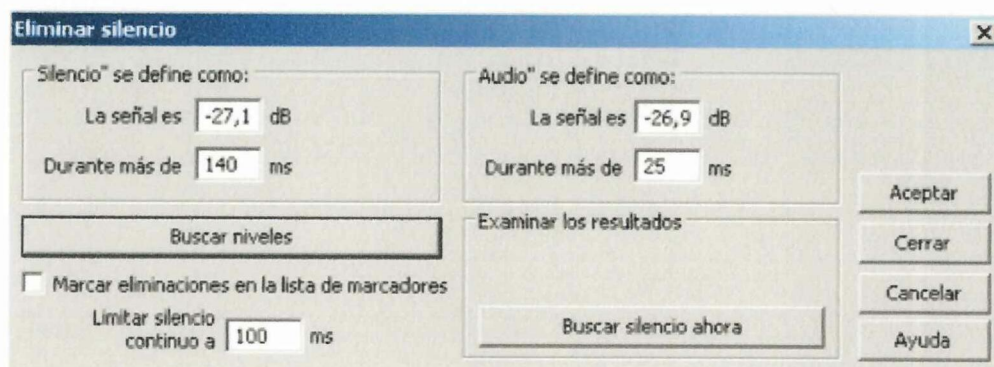 Eliminar silencio
Silencio" se define como:
La señal es -27,1 dB
Durante más de 140 ms
Audio" se define como:
La señal es -26,9 dB
Durante más de 25 ms
Buscar niveles
Marcar eliminaciones en la lista de marcadores
Limitar silencio
continuo a 100 ms
Examinar los resultados
Buscar silencio ahora
Aceptar
Cerrar
Cancelar
Ayuda